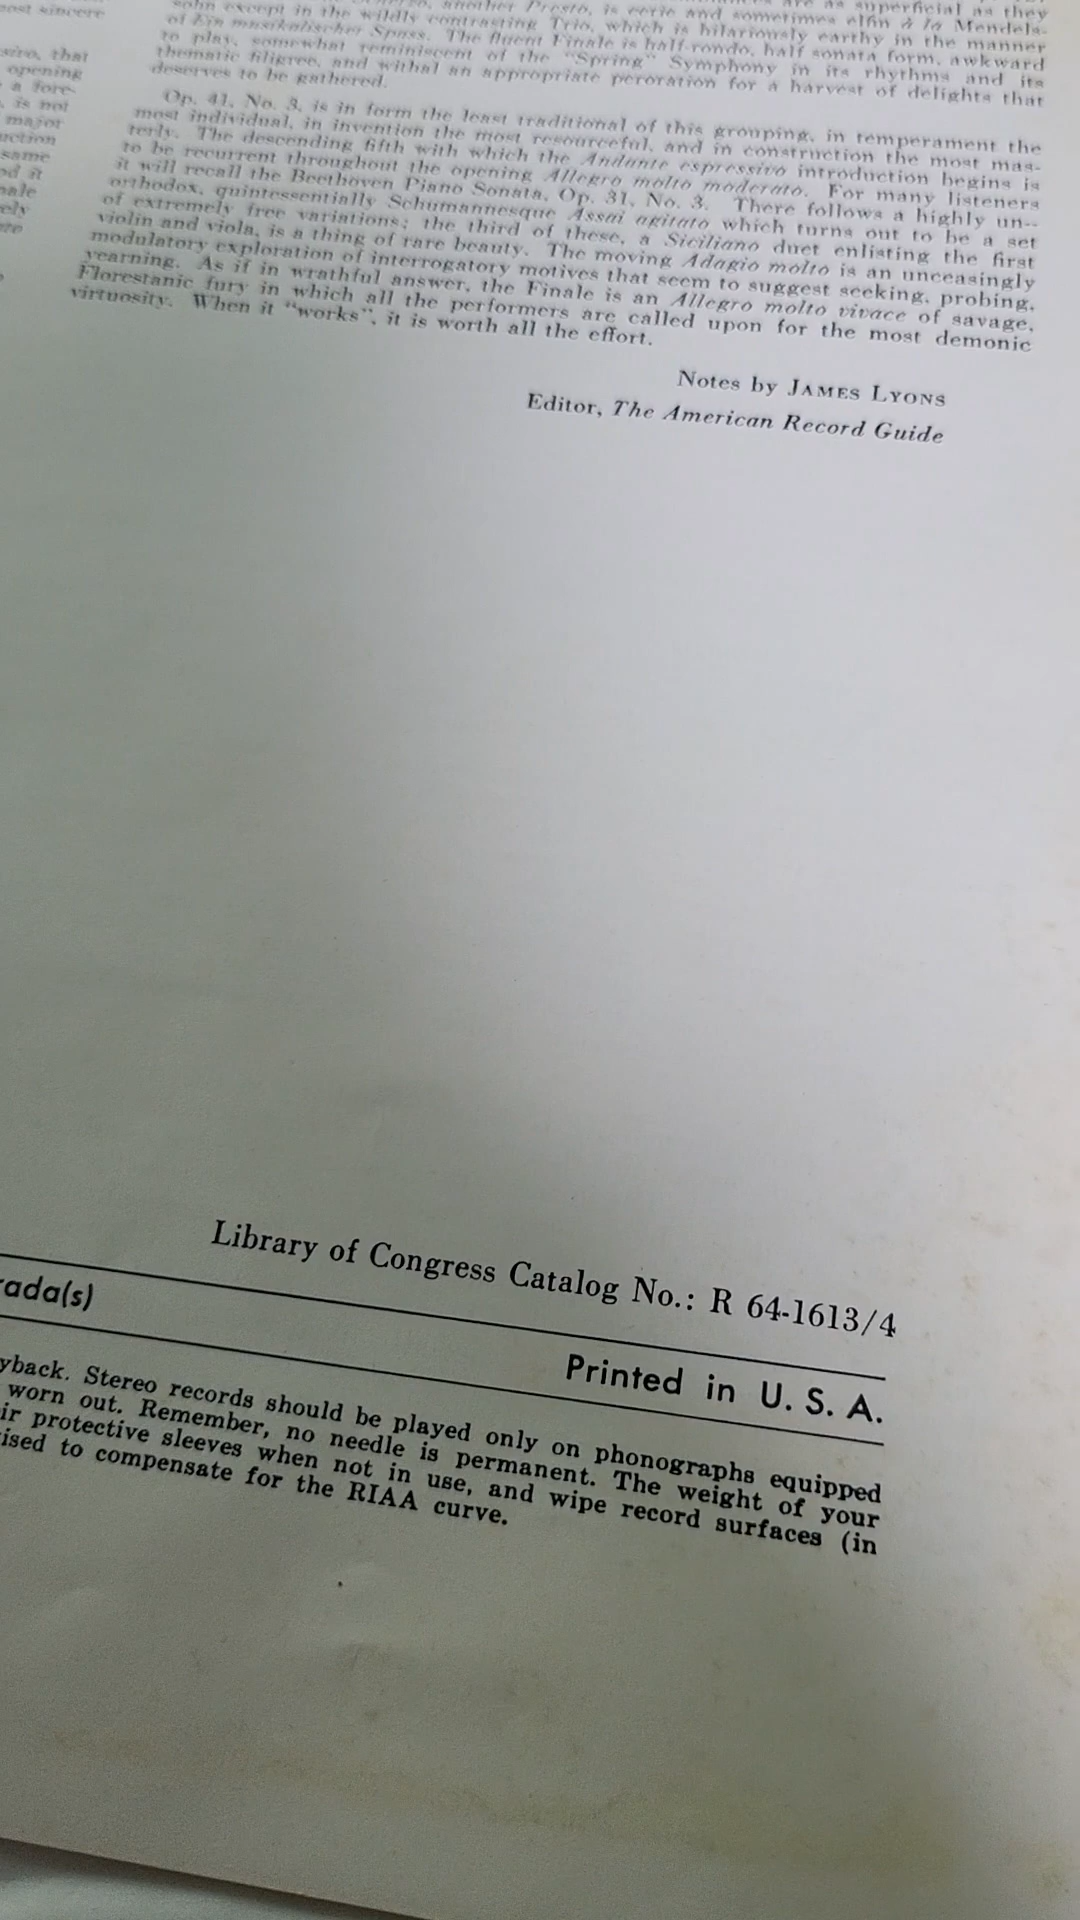 most sincere
that
opening
a fore-
is not
major
same
as superficial as they
sohn except in the wildly contrasting Trio, which is hilariously earthy in the manner
of Ein musikalischer Spass. The fluent Finale is half-rondo, half sonata form, awkward
to play, somewhat reminiscent of the "Spring" Symphony in its rhythms and its
thematic filigree, and withal an appropriate peroration for a harvest of delights that
deserves to be gathered.
Op. 41, No. 3, is in form the least traditional of this grouping, in temperament the
most individual, in invention the most resourceful, and in construction the most mas-
terly. The descending fifth with which the Andante espressivo introduction begins is
to be recurrent throughout the opening Allegro molto moderato. For many listeners
it will recall the Beethoven Piano Sonata, Op. 31, No. 3. There follows a highly un--
orthodox, quintessentially Schumannesque Assai agitato which turns out to be a set
of extremely free variations; the third of these, a Siciliano duet enlisting the first
violin and viola, is a thing of rare beauty. The moving Adagio molto is an unceasingly
modulatory exploration of interrogatory motives that seem to suggest seeking, probing,
yearning. As if in wrathful answer, the Finale is an Allegro molto vivace of savage,
Florestanic fury in which all the performers are called upon for the most demonic
virtuosity. When it "works", it is worth all the effort.
Notes by JAMES LYONS
Editor, The American Record Guide
Library of Congress Catalog No.: R 64-1613/4
rada(s)
Printed in U. S. A.
yback. Stereo records should be played only on phonographs equipped
worn out. Remember, no needle is permanent. The weight of your
ir protective sleeves when not in use, and wipe record surfaces (in
ised to compensate for the RIAA curve.